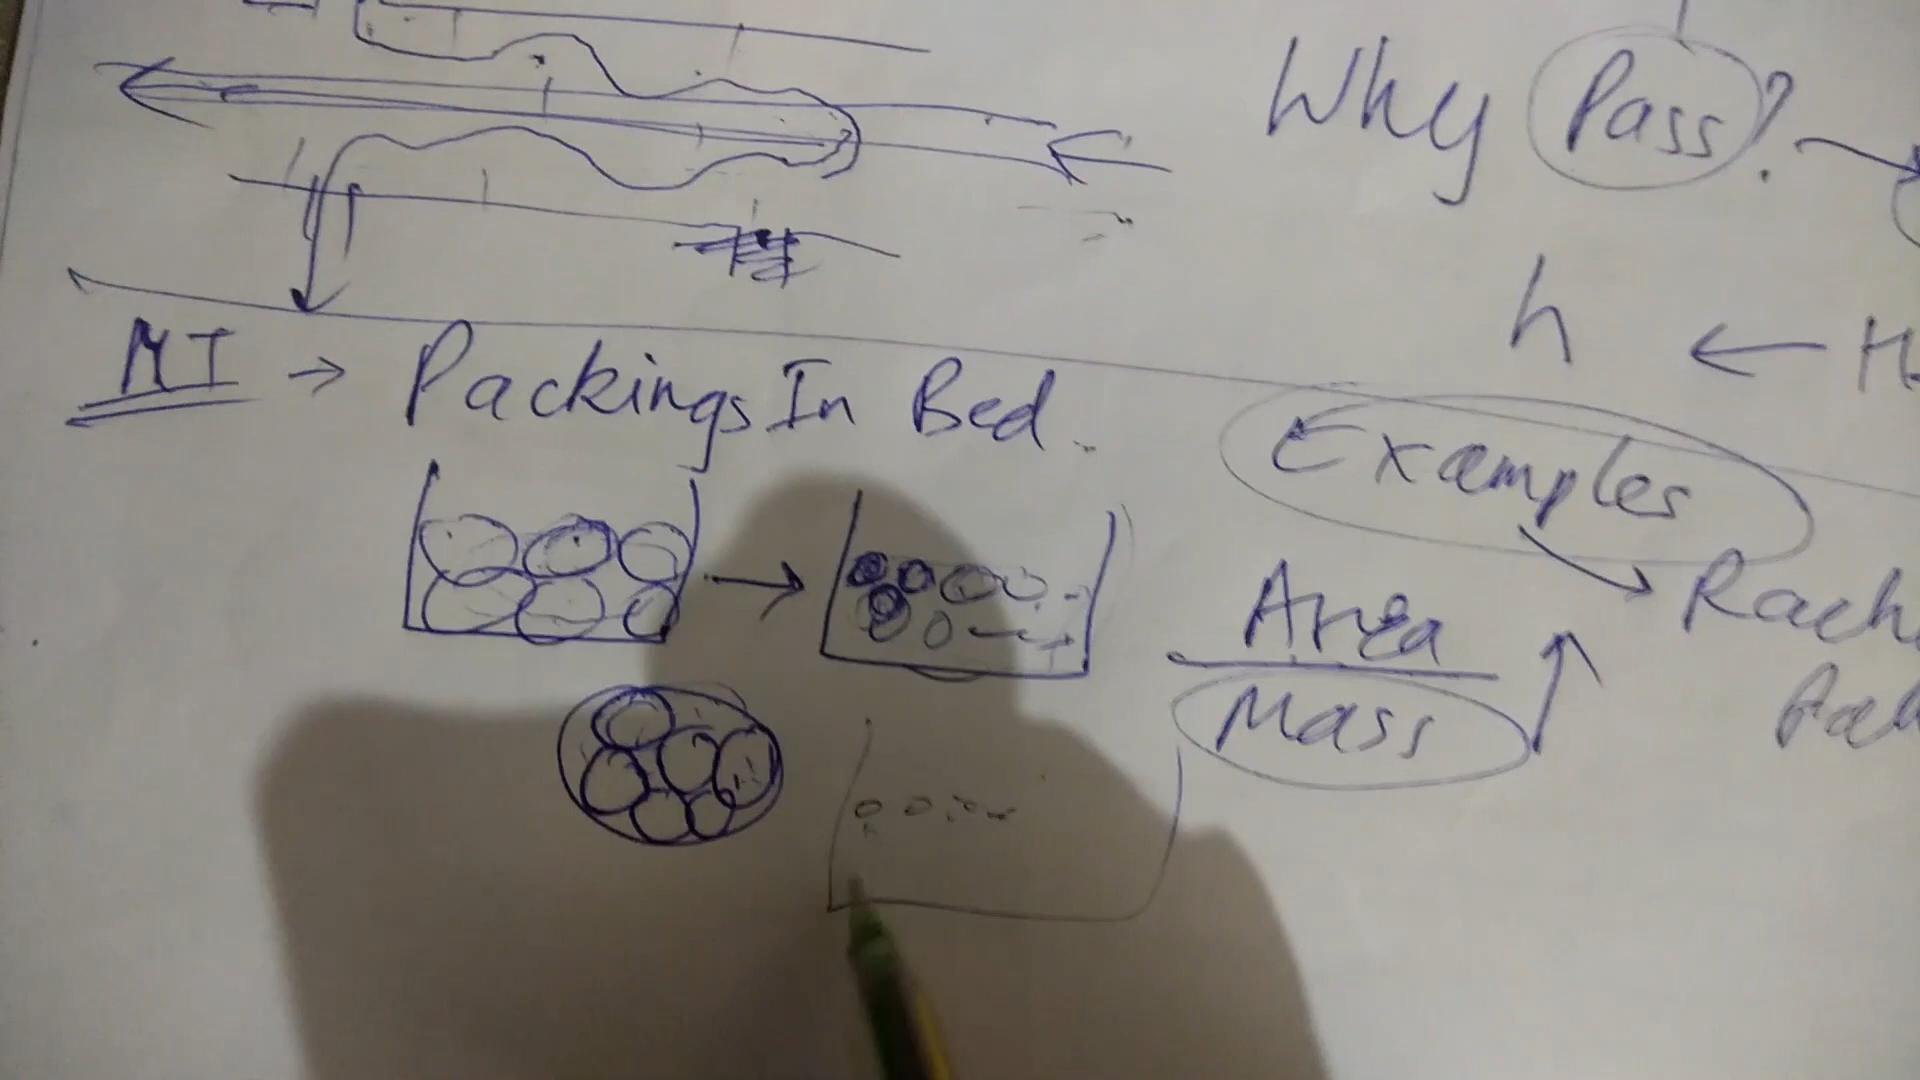 Why Pass?
h ←
MI → Packings In Bed.
Examples
Area
Mass